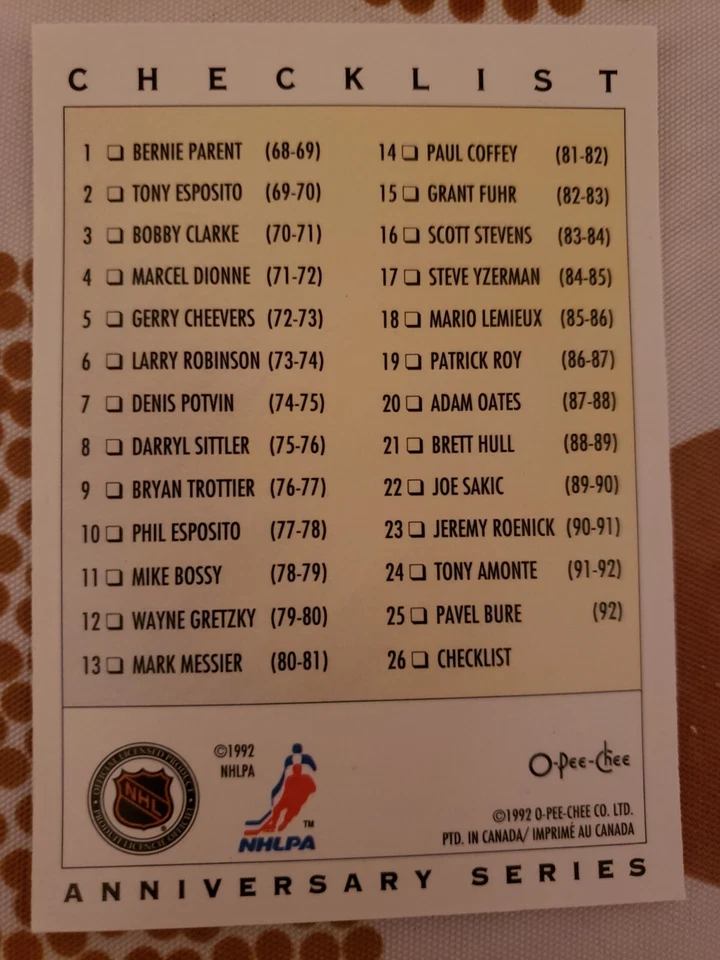 CHECKLIST
1 ❏ BERNIE PARENT (68-69)
2 ❏ TONY ESPOSITO (69-70)
3 ❏ BOBBY CLARKE (70-71)
4 ❏ MARCEL DIONNE (71-72)
5 ❏ GERRY CHEEVERS (72-73)
6 ❏ LARRY ROBINSON (73-74)
7 ❏ DENIS POTVIN (74-75)
8 ❏ DARRYL SITTLER (75-76)
9 ❏ BRYAN TROTTIER (76-77)
10 ❏ PHIL ESPOSITO (77-78)
11 ❏ MIKE BOSSY (78-79)
12 ❏ WAYNE GRETZKY (79-80)
13 ❏ MARK MESSIER (80-81)
14 ❏ PAUL COFFEY (81-82)
15 ❏ GRANT FUHR (82-83)
16 ❏ SCOTT STEVENS (83-84)
17 ❏ STEVE YZERMAN (84-85)
18 ❏ MARIO LEMIEUX (85-86)
19 ❏ PATRICK ROY (86-87)
20 ❏ ADAM OATES (87-88)
21 ❏ BRETT HULL (88-89)
22 ❏ JOE SAKIC (89-90)
23 ❏ JEREMY ROENICK (90-91)
24 ❏ TONY AMONTE (91-92)
25 ❏ PAVEL BURE (92)
26 ❏ CHECKLIST
OFFICIAL LICENSED PRODUCT
NHL
®
PRODUIT LICENCIÉ OFFICIEL
©1992
NHLPA
™
NHLPA
O-Pee-Chee
©1992 O-PEE-CHEE CO. LTD.
PTD. IN CANADA/ IMPRIMÉ AU CANADA
ANNIVERSARY SERIES